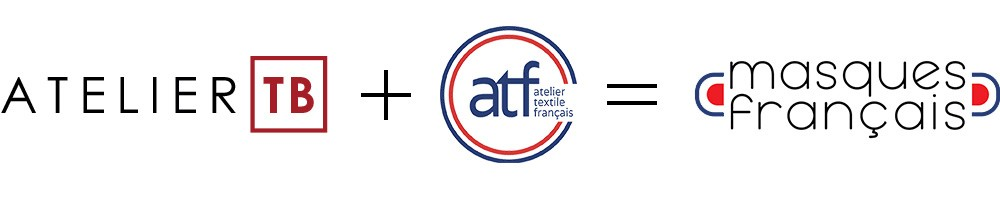 ATELIER TB + atf atelier textile français = masques français